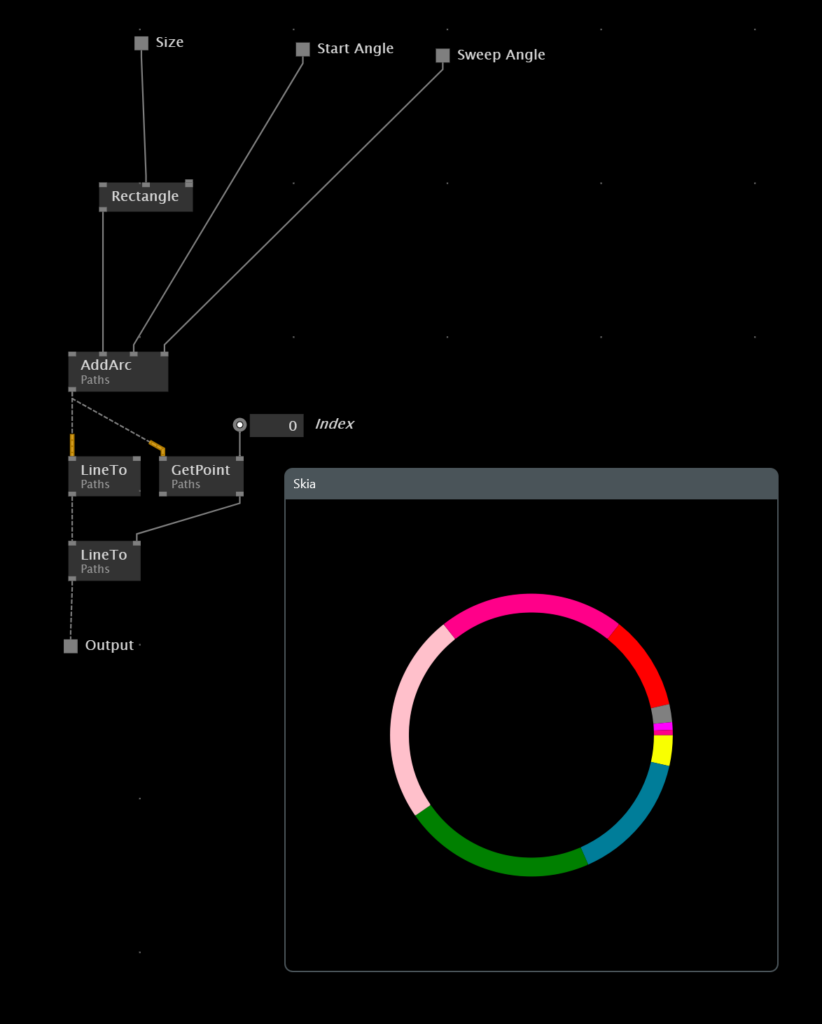 Size
Start Angle
Sweep Angle
Rectangle
AddArc
Paths
0
Index
LineTo
Paths
GetPoint
Paths
Skia
LineTo
Paths
Output